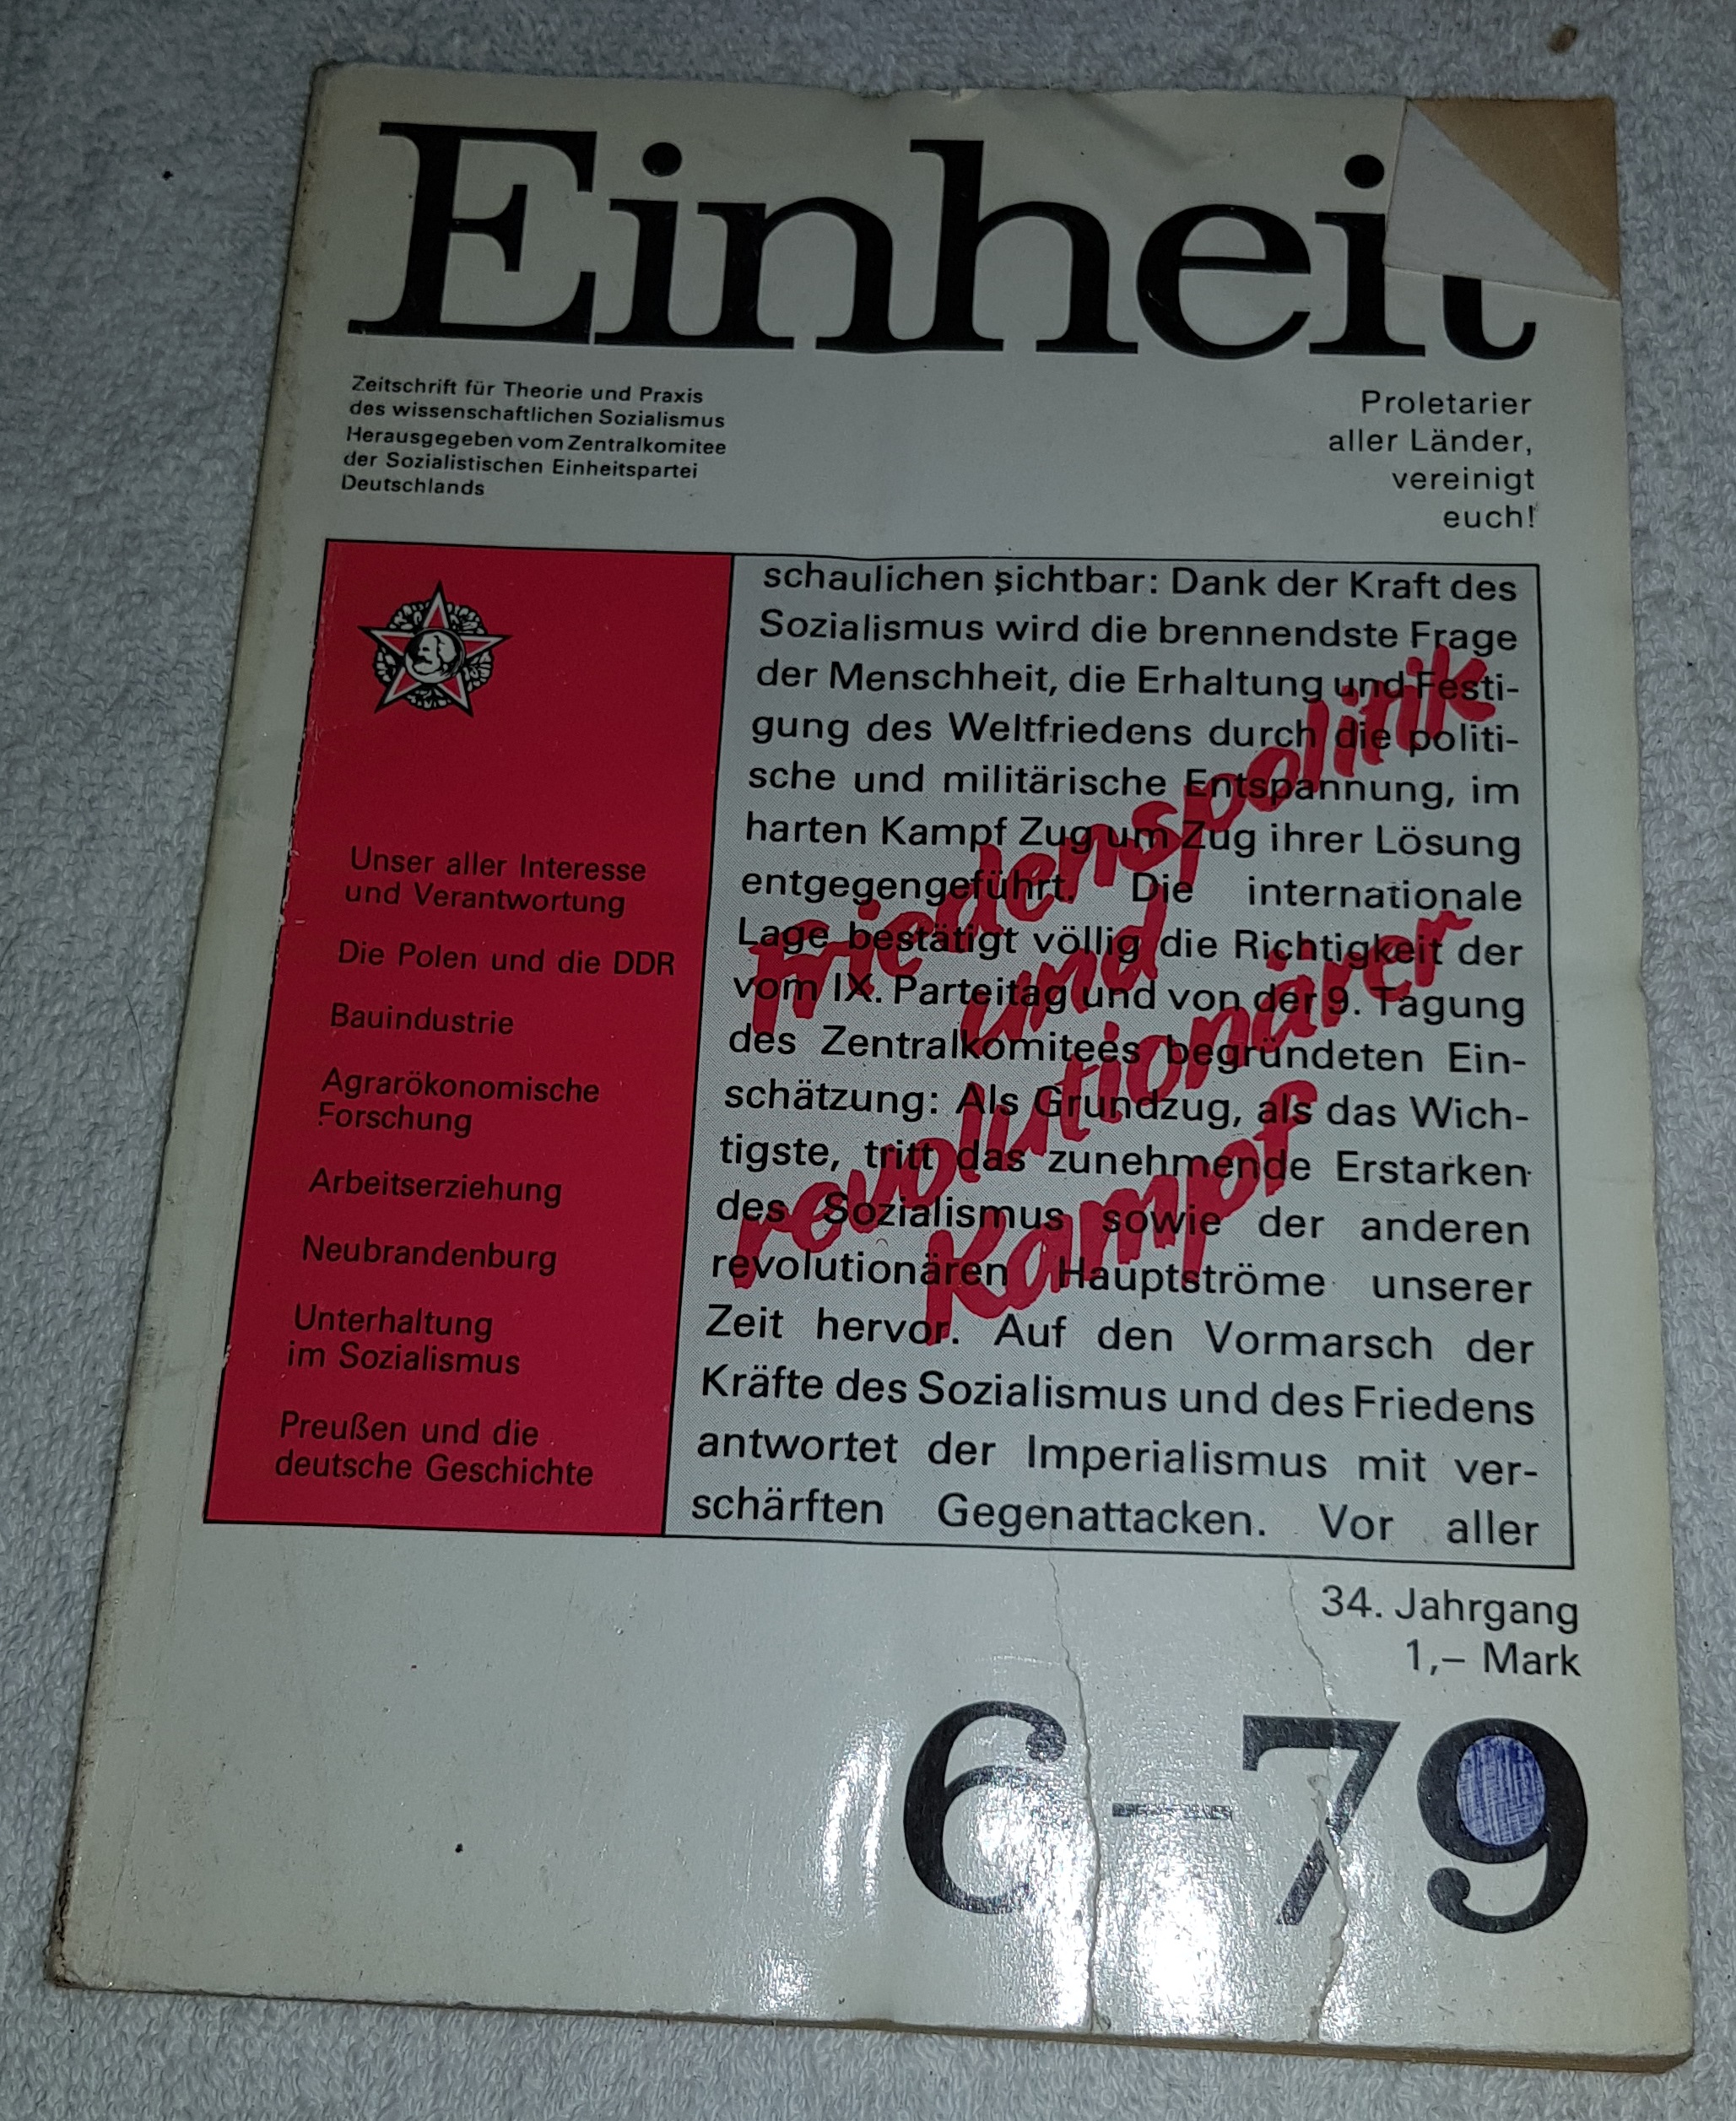 Einheit
Zeitschrift für Theorie und Praxis
des wissenschaftlichen Sozialismus
Herausgegeben vom Zentralkomitee
der Sozialistischen Einheitspartei
Deutschlands
Proletarier
aller Länder,
vereinigt
euch!
Unser aller Interesse
und Verantwortung
Die Polen und die DDR
Bauindustrie
Agrarökonomische
Forschung
Arbeitserziehung
Neubrandenburg
Unterhaltung
im Sozialismus
Preußen und die
deutsche Geschichte
schaulichen sichtbar: Dank der Kraft des
Sozialismus wird die brennendste Frage
der Menschheit, die Erhaltung und Festi-
gung des Weltfriedens durch die politi-
sche und militärische Entspannung, im
harten Kampf Zug um Zug ihrer Lösung
entgegengeführt. Die internationale
Lage bestätigt völlig die Richtigkeit der
vom IX. Parteitag und von der 9. Tagung
des Zentralkomitees begründeten Ein-
schätzung: Als Grundzug, als das Wich-
tigste, tritt das zunehmende Erstarken
des Sozialismus sowie der anderen
revolutionären Hauptströme unserer
Zeit hervor. Auf den Vormarsch der
Kräfte des Sozialismus und des Friedens
antwortet der Imperialismus mit ver-
schärften Gegenattacken. Vor aller
Friedenspolitik
und
revolutionärer
Kampf
34. Jahrgang
1,– Mark
6–79